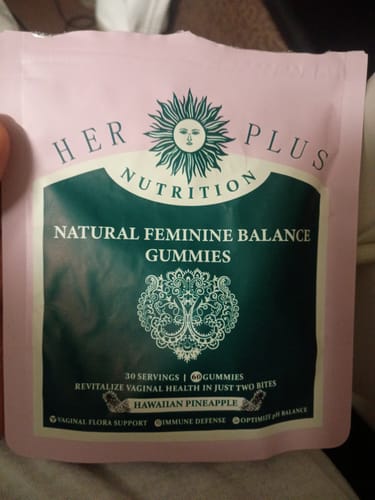 HER PLUS
NUTRITION
NATURAL FEMININE BALANCE
GUMMIES
30 SERVINGS | 60 GUMMIES
REVITALIZE VAGINAL HEALTH IN JUST TWO BITES
HAWAIIAN PINEAPPLE
VAGINAL FLORA SUPPORT IMMUNE DEFENSE OPTIMIZE pH BALANCE